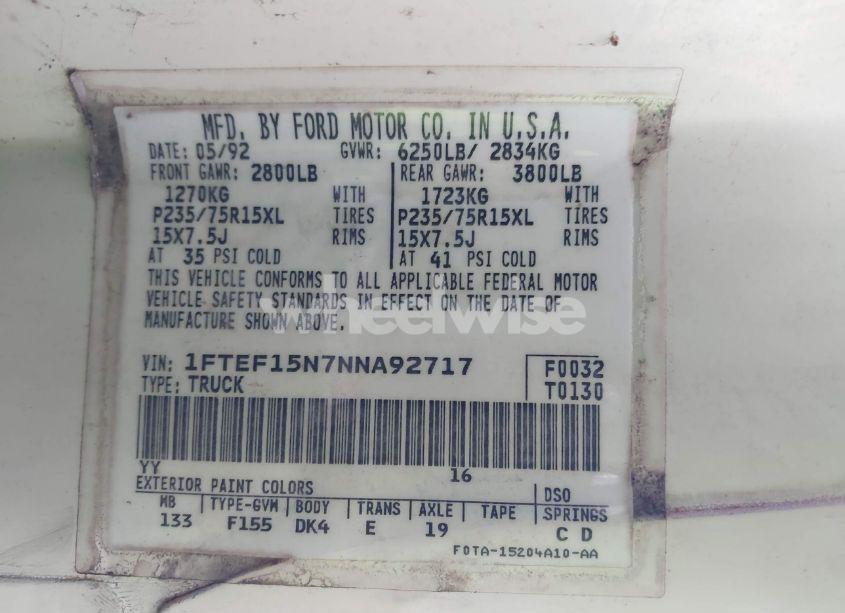 MFD. BY FORD MOTOR CO. IN U.S.A.
DATE: 05/92 GVWR: 6250LB/ 2834KG
FRONT GAWR: 2800LB REAR GAWR: 3800LB
1270KG WITH 1723KG WITH
P235/75R15XL TIRES P235/75R15XL TIRES
15X7.5J RIMS 15X7.5J RIMS
AT 35 PSI COLD AT 41 PSI COLD
THIS VEHICLE CONFORMS TO ALL APPLICABLE FEDERAL MOTOR
VEHICLE SAFETY STANDARDS IN EFFECT ON THE DATE OF
MANUFACTURE SHOWN ABOVE.
wheelwise
VIN: 1FTEF15N7NNA92717 F0032
TYPE: TRUCK T0130
YY 16
EXTERIOR PAINT COLORS DSO
WB TYPE-GVW BODY TRANS AXLE TAPE SPRINGS
133 F155 DK4 E 19 C D
F0TA-15204A10-AA